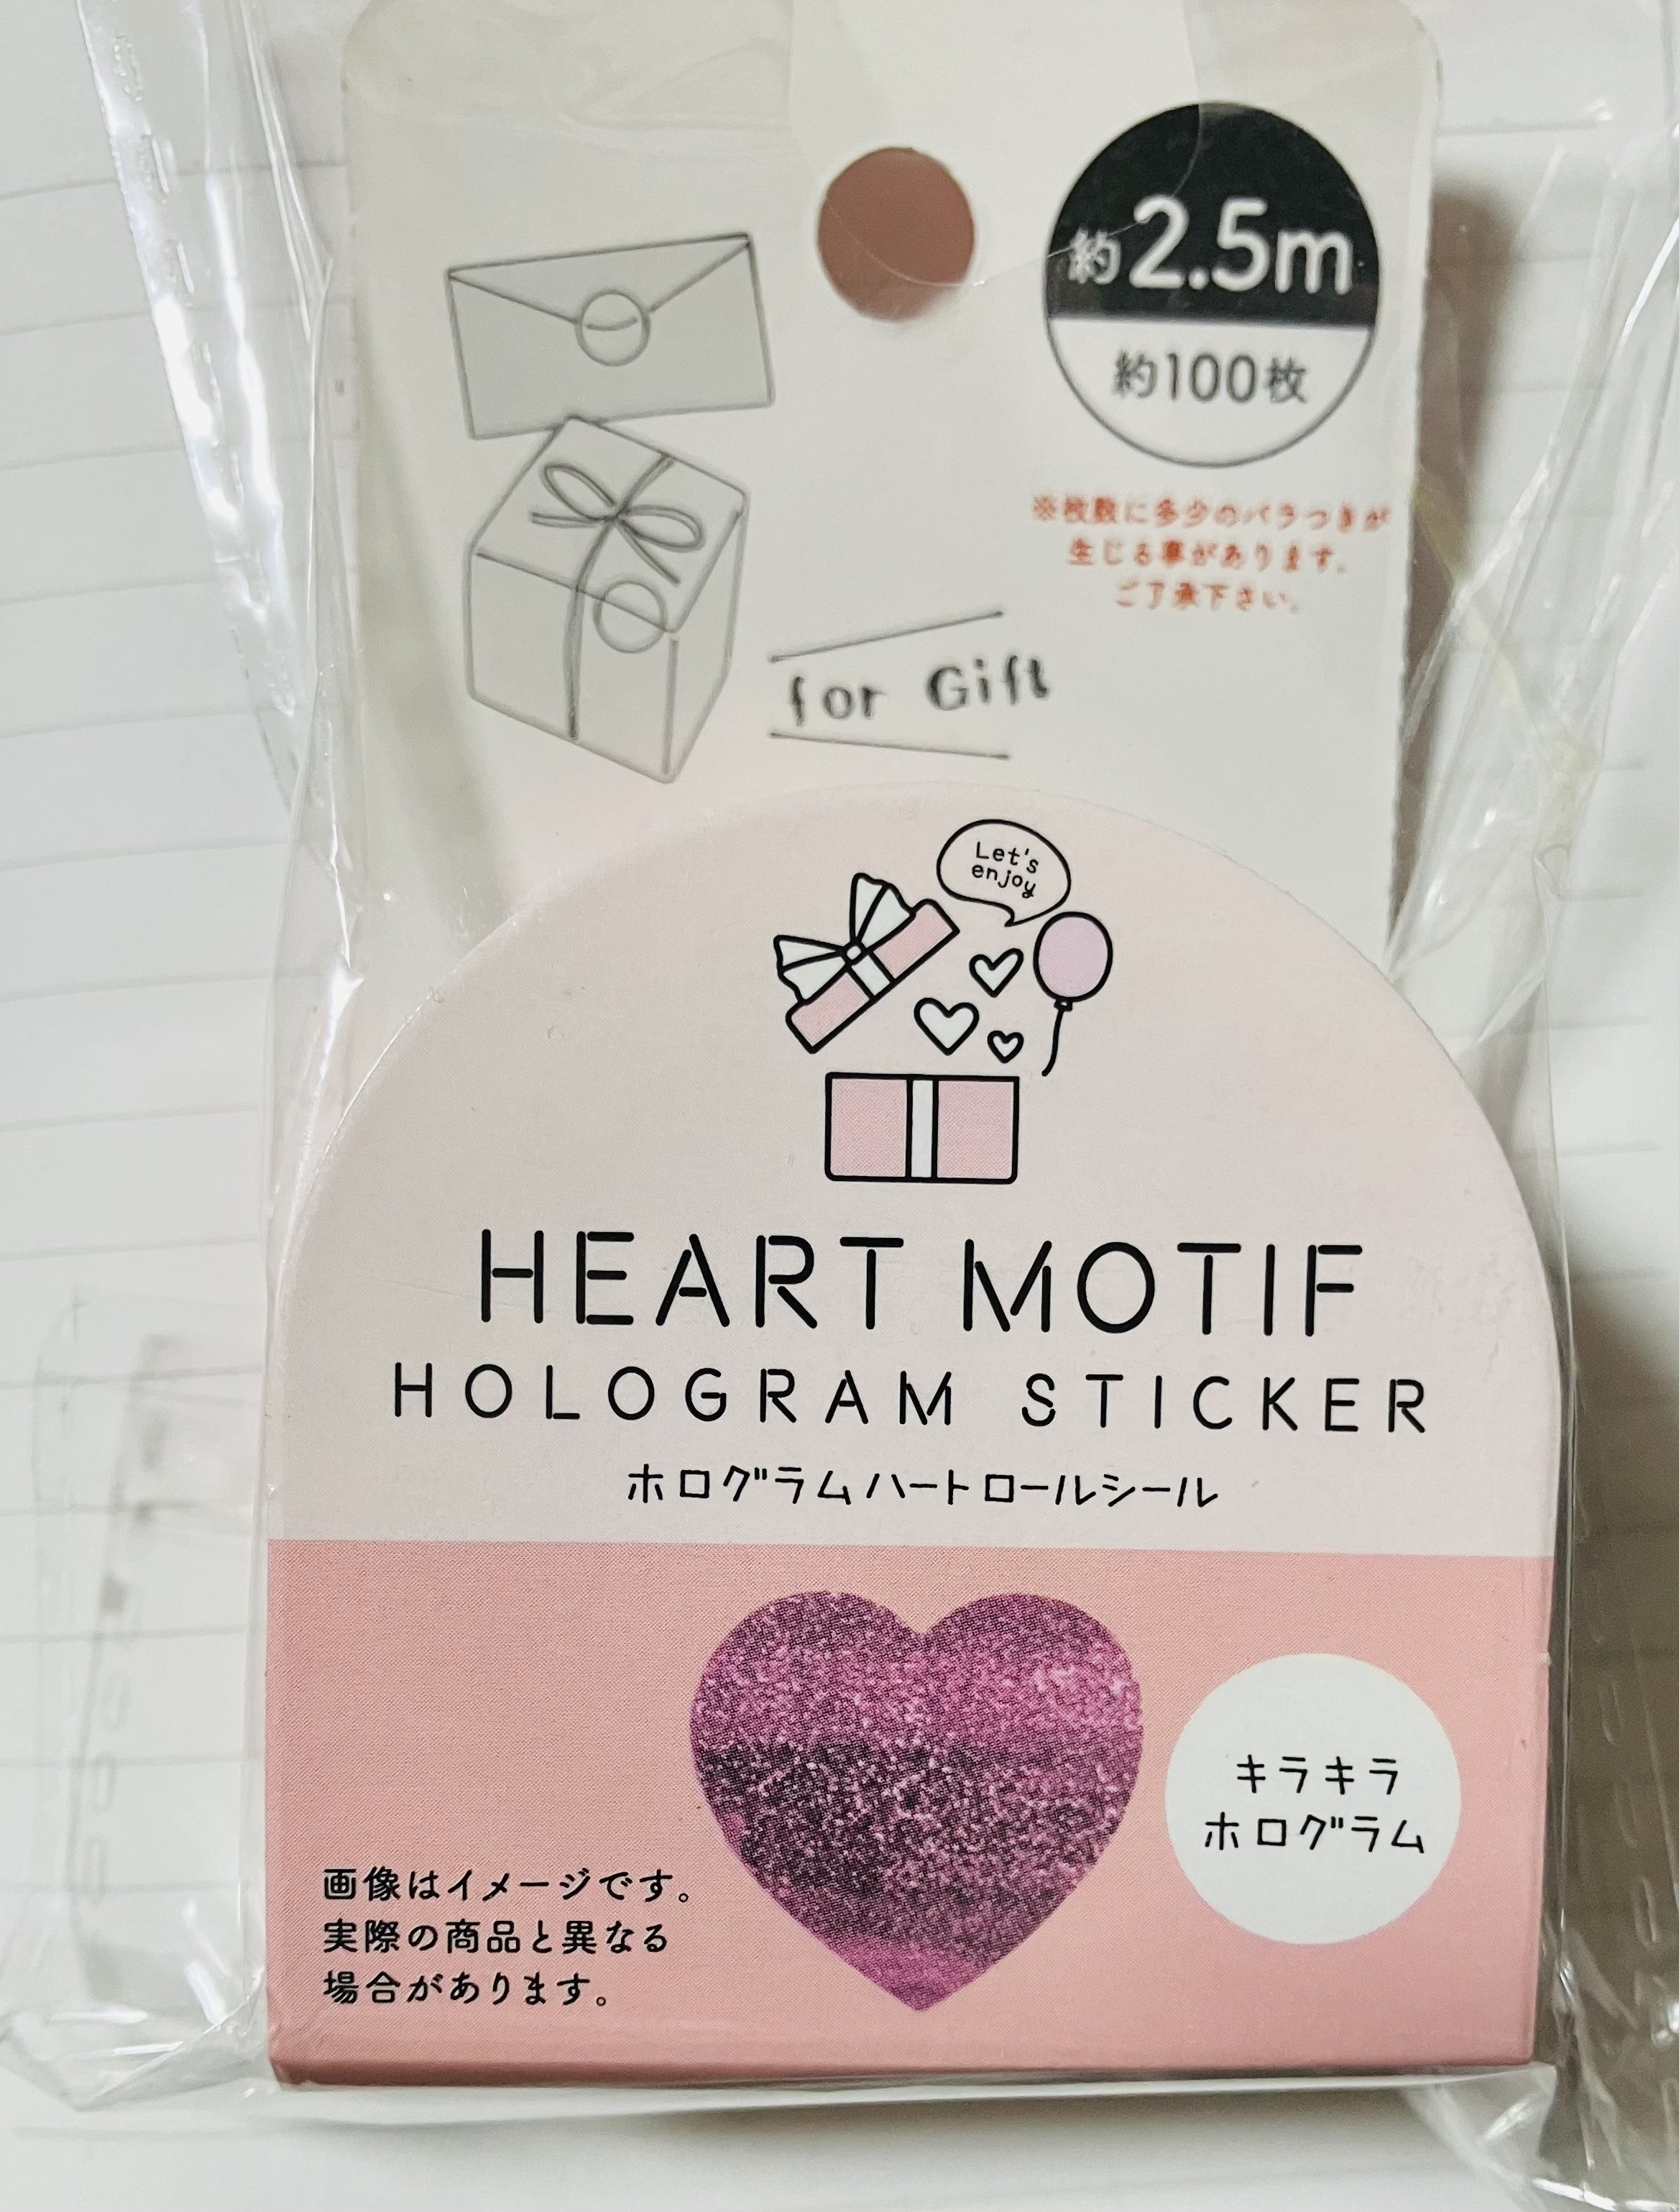 約2.5m
約100枚
※枚数に多少のバラつきが
生じる事があります。
ご了承下さい。
for Gift
Let's
enjoy
HEART MOTIF
HOLOGRAM STICKER
ホログラムハートロールシール
キラキラ
ホログラム
画像はイメージです。
実際の商品と異なる
場合があります。